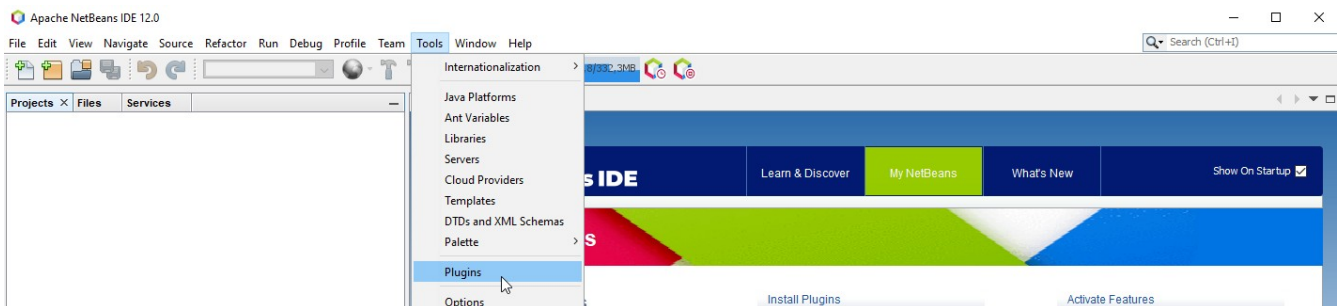 Apache NetBeans IDE 12.0
File Edit View Navigate Source Refactor Run Debug Profile Team Tools Window Help
Search (Ctrl+I)
Projects Files Services
Internationalization
Java Platforms
Ant Variables
Libraries
Servers
Cloud Providers
Templates
DTDs and XML Schemas
Palette
Plugins
Options
s IDE
Learn & Discover
My NetBeans
What's New
Show On Startup
S
Install Plugins
Activate Features